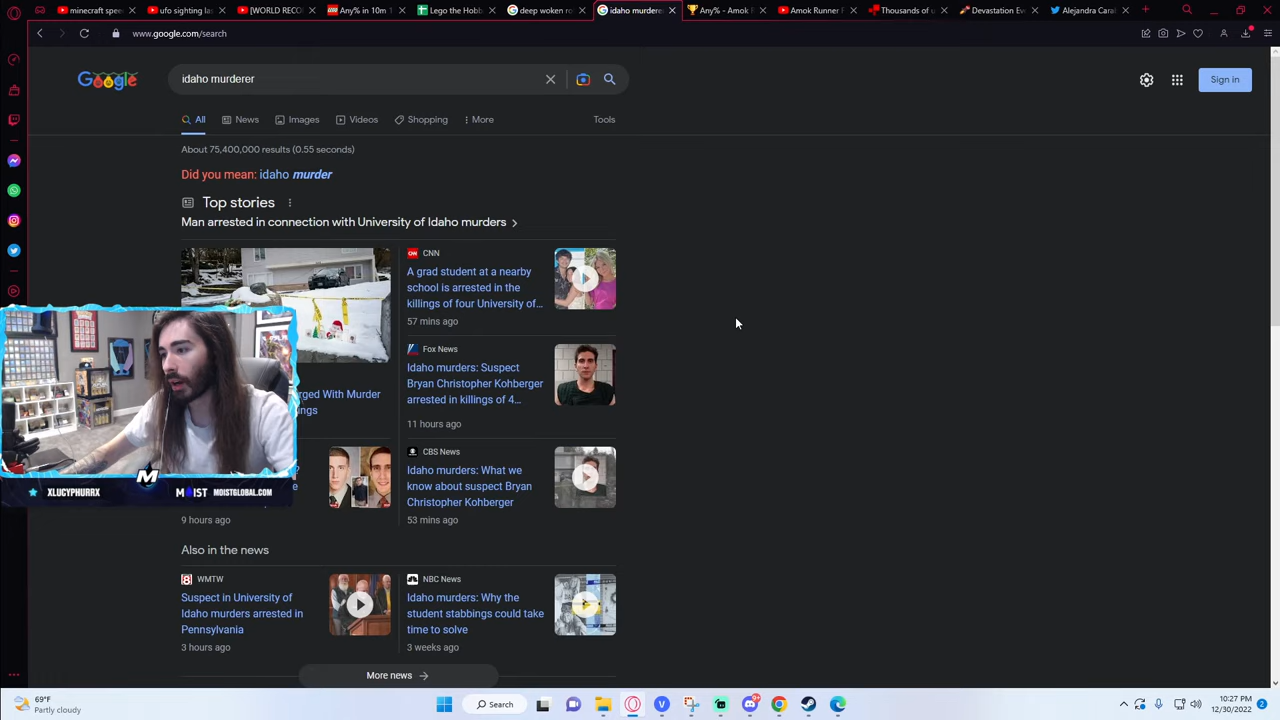 minecraft spee
ufo sighting las
[WORLD RECO
Any% in 10m 1
Lego the Hobb
deep woken ro
idaho murdere
Any% - Amok R
Amok Runner I
Thousands of u
Devastation Ev
Alejandra Carab
www.google.com/search
Google
idaho murderer
Sign in
All
News
Images
Videos
Shopping
More
Tools
About 75,400,000 results (0.55 seconds)
Did you mean: idaho murder
Top stories
Man arrested in connection with University of Idaho murders
CNN
A grad student at a nearby
school is arrested in the
killings of four University of...
57 mins ago
Fox News
Idaho murders: Suspect
Bryan Christopher Kohberger
arrested in killings of 4...
11 hours ago
rged With Murder
ngs
CBS News
Idaho murders: What we
know about suspect Bryan
Christopher Kohberger
53 mins ago
?
e
9 hours ago
M
XLUCYPHURRX
MOIST
MOISTGLOBAL.COM
Also in the news
WMTW
Suspect in University of
Idaho murders arrested in
Pennsylvania
3 hours ago
NBC News
Idaho murders: Why the
student stabbings could take
time to solve
3 weeks ago
More news
69°F
Partly cloudy
Search
10:27 PM
12/30/2022